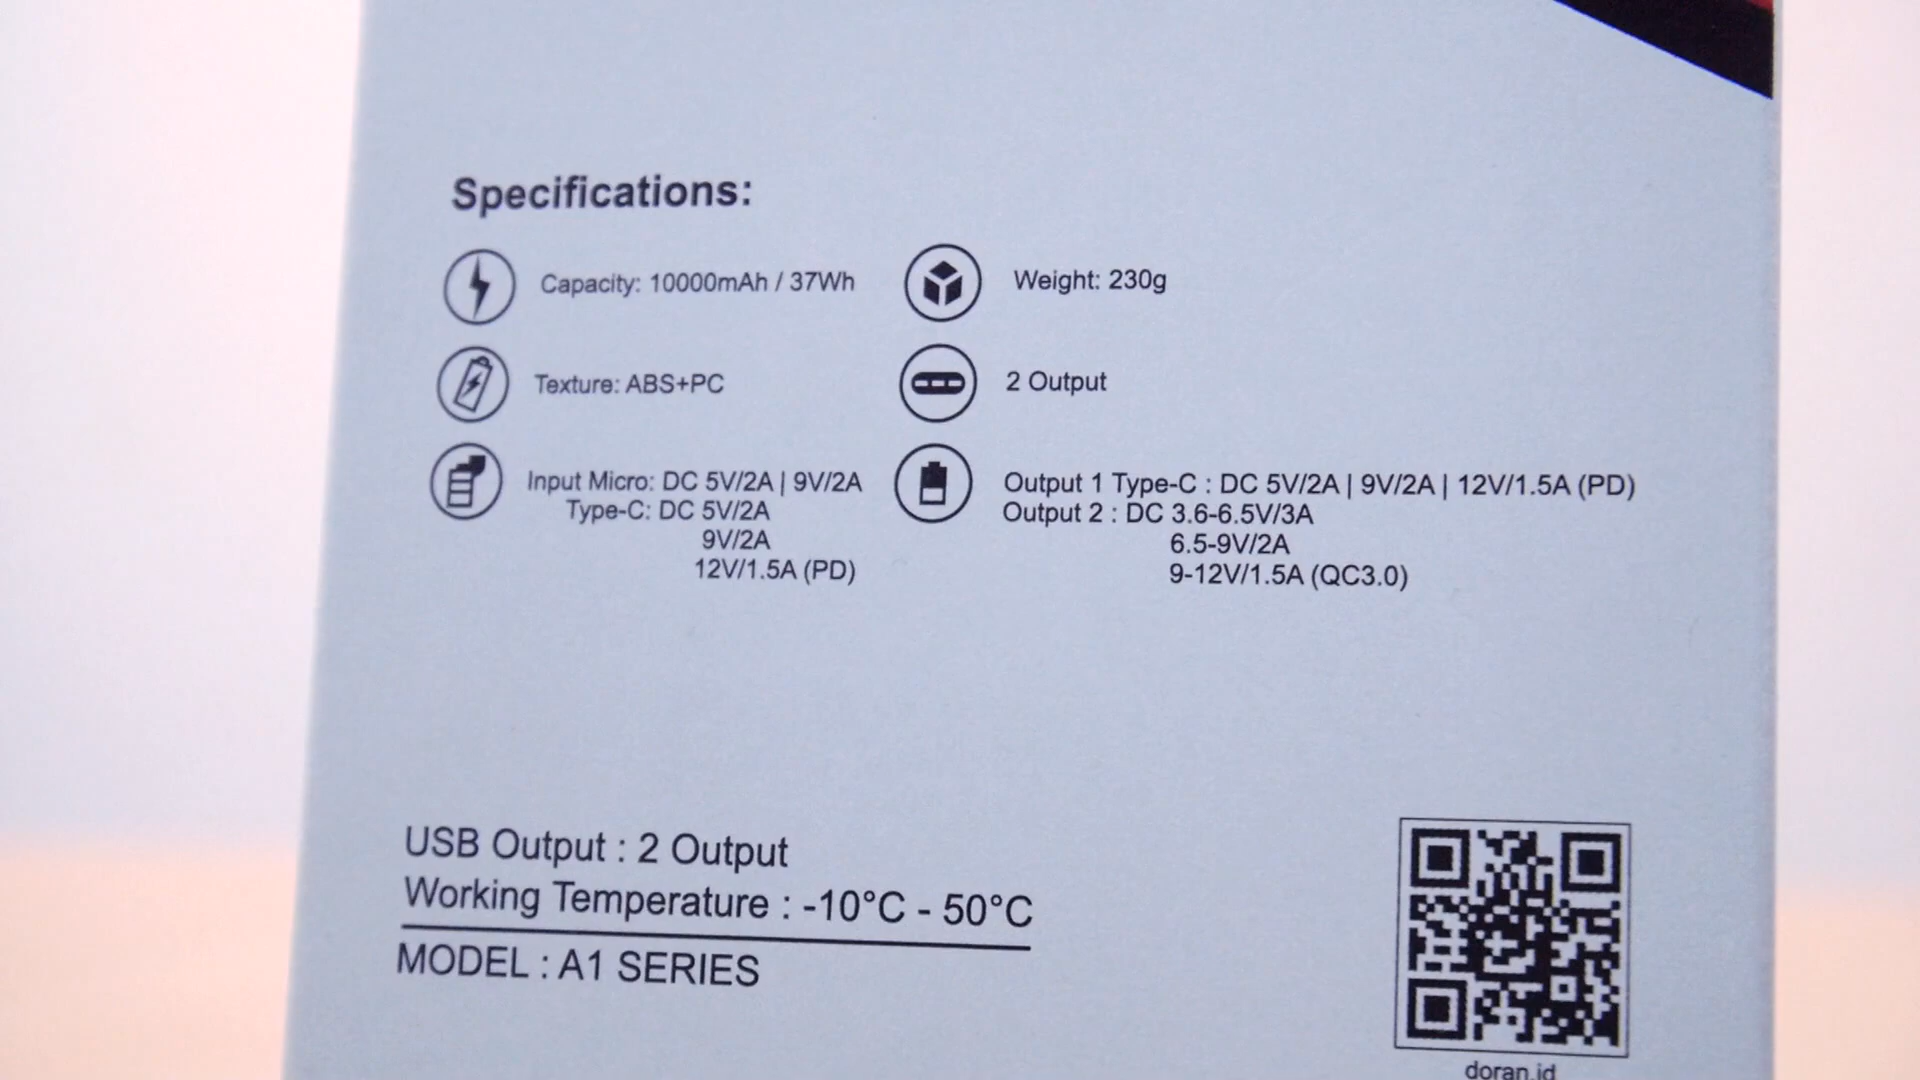 Specifications:
Capacity: 10000mAh / 37Wh
Weight: 230g
Texture: ABS+PC
2 Output
Input Micro: DC 5V/2A | 9V/2A
Type-C: DC 5V/2A
9V/2A
12V/1.5A (PD)
Output 1 Type-C : DC 5V/2A | 9V/2A | 12V/1.5A (PD)
Output 2 : DC 3.6-6.5V/3A
6.5-9V/2A
9-12V/1.5A (QC3.0)
USB Output : 2 Output
Working Temperature : -10°C - 50°C
MODEL : A1 SERIES
doran.id